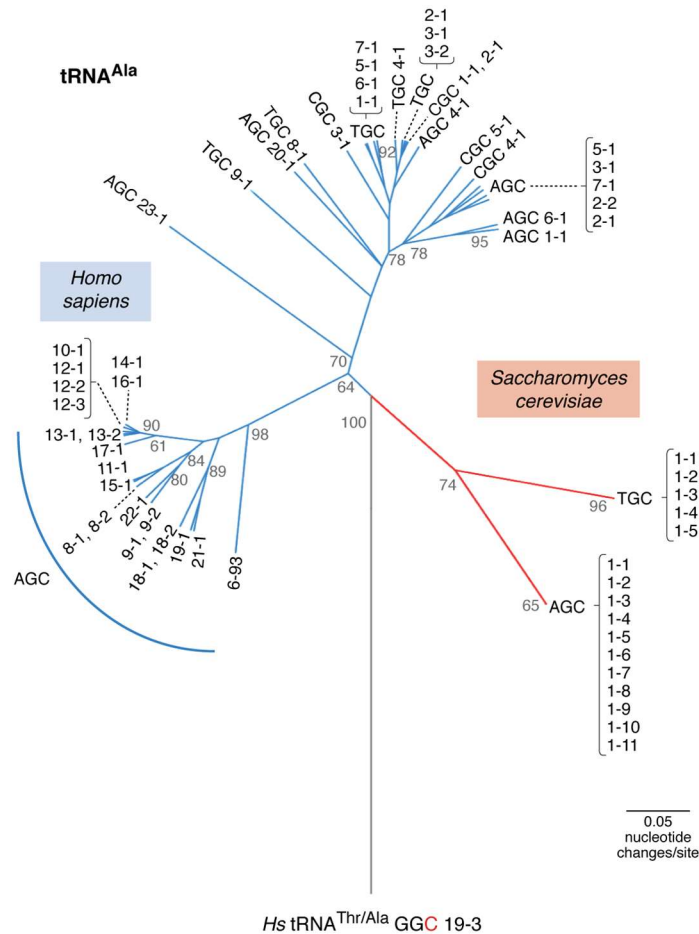 tRNAAla
2-1
3-1
3-2
7-1
5-1
6-1
1-1
TGC
TGC 4-1
TGC
CGC 1-1, 2-1
AGC 4-1
CGC 3-1
TGC 8-1
AGC 20-1
TGC 9-1
AGC 23-1
CGC 5-1
CGC 4-1
AGC
5-1
3-1
7-1
2-2
2-1
AGC 6-1
AGC 1-1
92
78
78
95
70
64
100
Homo
sapiens
10-1
12-1
12-2
12-3
14-1
16-1
13-1, 13-2
17-1
11-1
15-1
8-1, 8-2
22-1
9-1, 9-2
18-1, 18-2
19-1
21-1
6-93
90
61
84
80
89
98
AGC
Saccharomyces
cerevisiae
74
96
TGC
1-1
1-2
1-3
1-4
1-5
65
AGC
1-1
1-2
1-3
1-4
1-5
1-6
1-7
1-8
1-9
1-10
1-11
0.05
nucleotide
changes/site
Hs tRNAThr/Ala GGC 19-3